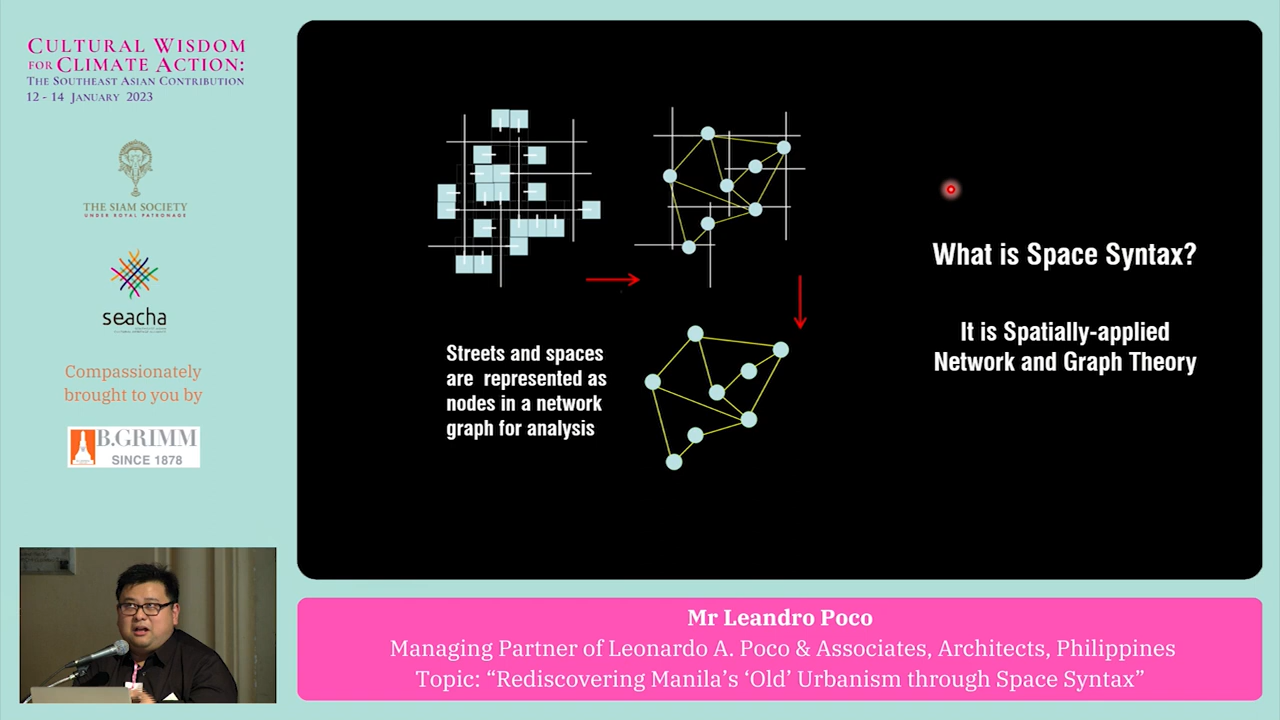 CULTURAL WISDOM
FOR CLIMATE ACTION:
THE SOUTHEAST ASIAN CONTRIBUTION
12 - 14 JANUARY 2023
THE SIAM SOCIETY
UNDER ROYAL PATRONAGE
seacha
Compassionately
brought to you by
B.GRIMM
SINCE 1878
What is Space Syntax?
It is Spatially-applied
Network and Graph Theory
Streets and spaces
are represented as
nodes in a network
graph for analysis
Mr Leandro Poco
Managing Partner of Leonardo A. Poco & Associates, Architects, Philippines
Topic: “Rediscovering Manila’s ‘Old’ Urbanism through Space Syntax”